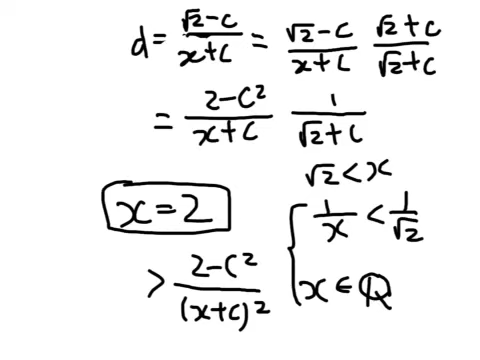 d = (√2-c)/(x+c) = (√2-c)/(x+c) (√2+c)/(√2+c)
= (2-c²)/(x+c) 1/(√2+c)
√2 < x
x = 2
1/x < 1/√2
> (2-c²)/(x+c)²
x ∈ ℚ